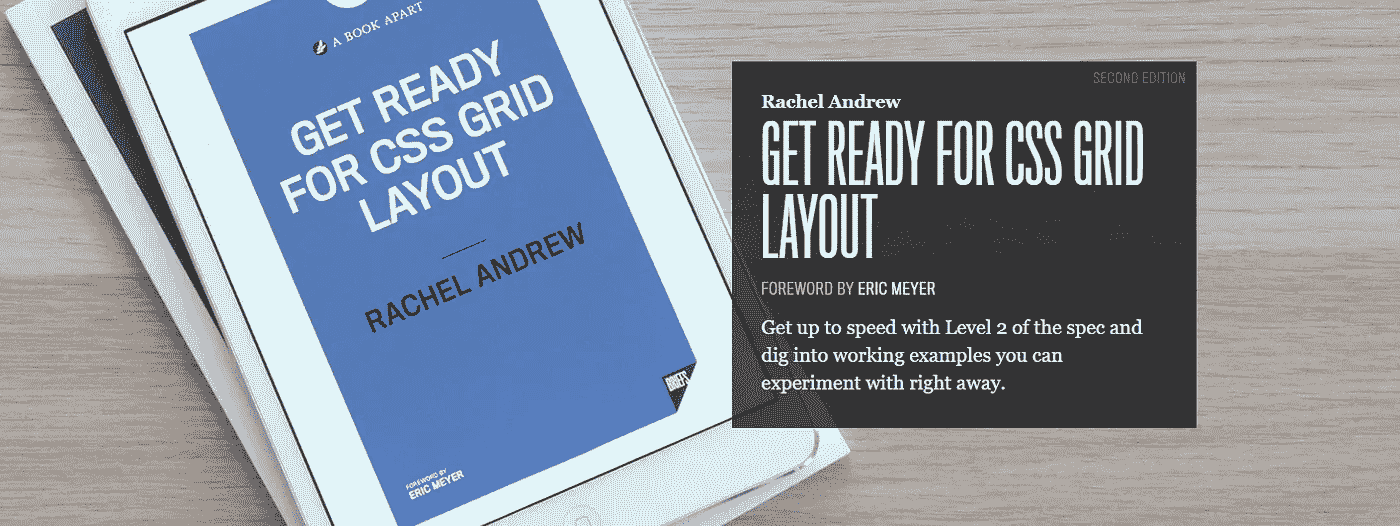 A BOOK APART
GET READY
FOR CSS GRID
LAYOUT
RACHEL ANDREW
BRIEFS
FOREWORD BY
ERIC MEYER
SECOND EDITION
Rachel Andrew
GET READY FOR CSS GRID
LAYOUT
FOREWORD BY ERIC MEYER
Get up to speed with Level 2 of the spec and
dig into working examples you can
experiment with right away.